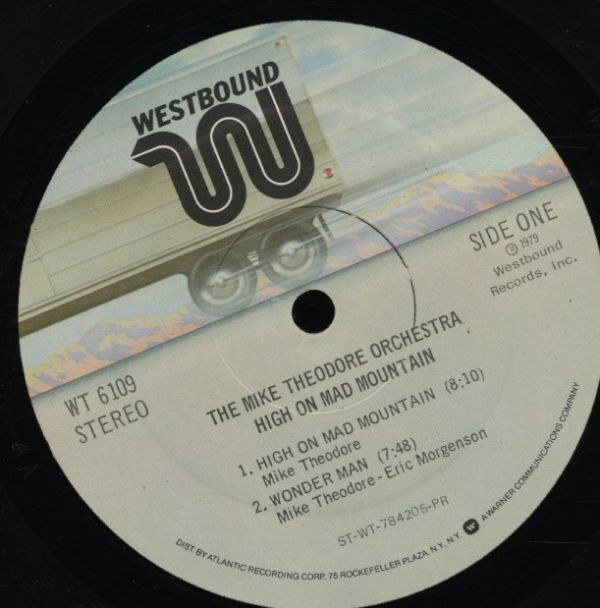 WESTBOUND
SIDE ONE
℗ 1979
Westbound
Records, Inc.
WT 6109
STEREO
THE MIKE THEODORE ORCHESTRA
HIGH ON MAD MOUNTAIN
1. HIGH ON MAD MOUNTAIN (8:10)
Mike Theodore
2. WONDER MAN (7:48)
Mike Theodore-Eric Morgenson
ST-WT-784205-PR
DIST. BY ATLANTIC RECORDING CORP., 75 ROCKEFELLER PLAZA, N.Y., N.Y. A WARNER COMMUNICATIONS COMPANY